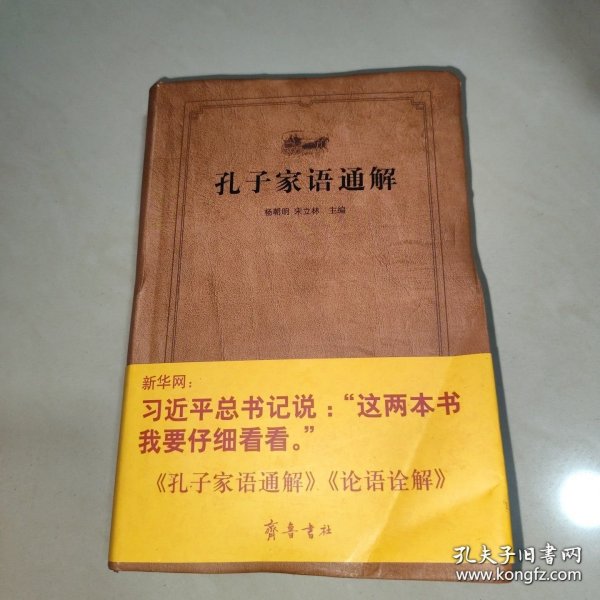 孔子家语通解
杨朝明 宋立林 主编
新华网：
习近平总书记说：“这两本书
我要仔细看看。”
《孔子家语通解》《论语诠解》
齊鲁書社
孔夫子旧书网
www.kongfz.com